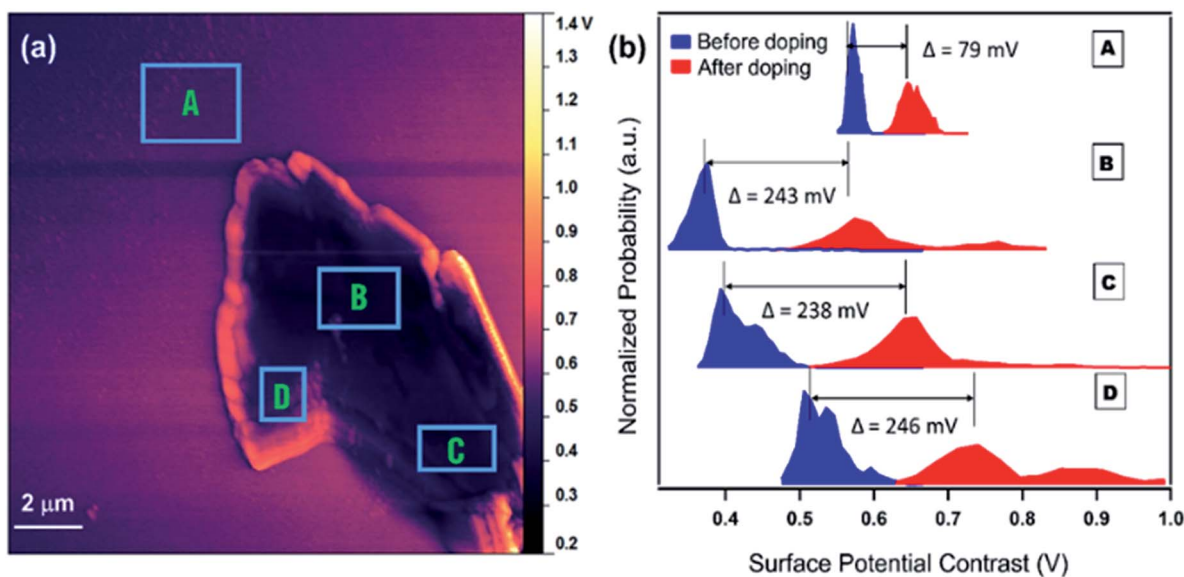 (a)
A
B
C
D
2 μm
1.4 V
1.3
1.2
1.1
1.0
0.9
0.8
0.7
0.6
0.5
0.4
0.3
0.2
(b)
Before doping
After doping
Δ = 79 mV
A
Δ = 243 mV
B
Δ = 238 mV
C
Δ = 246 mV
D
Normalized Probability (a.u.)
0.4 0.5 0.6 0.7 0.8 0.9 1.0
Surface Potential Contrast (V)